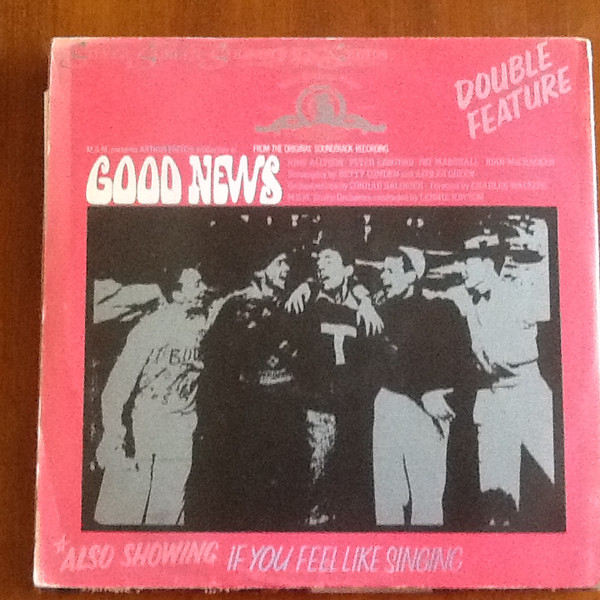 DOUBLE
FEATURE
M.G.M. presents ARTHUR FREED's production of
FROM THE ORIGINAL SOUNDTRACK RECORDING
GOOD NEWS
JUNE ALLYSON · PETER LAWFORD · PAT MARSHALL · JOAN McCRACKEN
Screenplay by BETTY COMDEN and ADOLPH GREEN
Directed by CHARLES WALTERS
M.G.M. Studio Orchestra conducted by LENNIE HAYTON
T
*ALSO SHOWING IF YOU FEEL LIKE SINGING